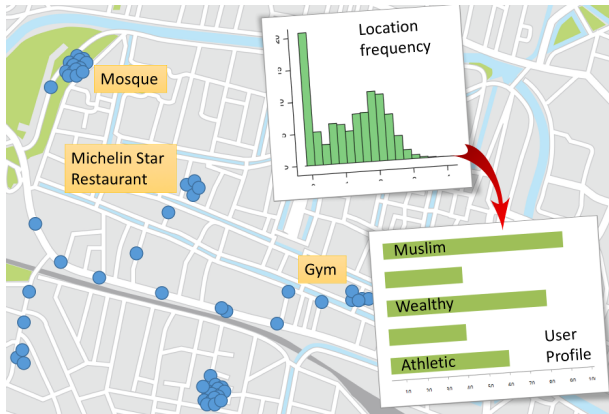 Location
frequency
Mosque
Michelin Star
Restaurant
Gym
Muslim
Wealthy
Athletic
User
Profile